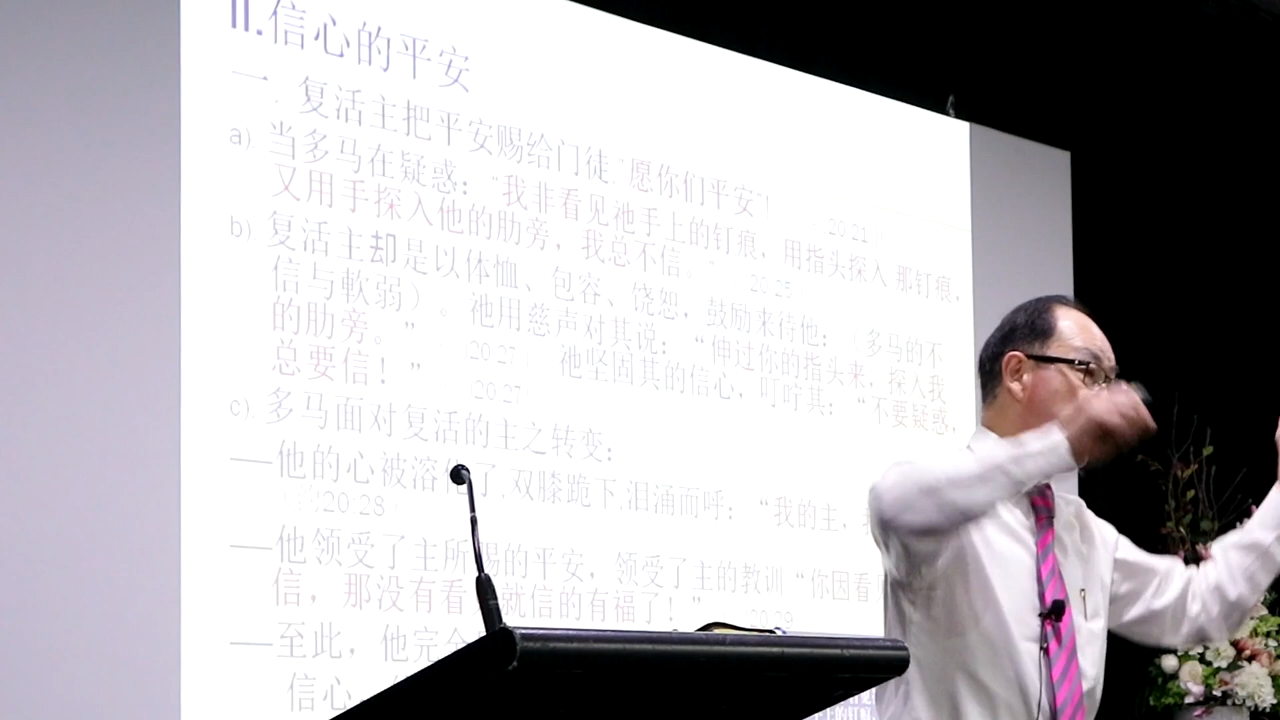 II.信心的平安
一. 复活主把平安赐给门徒:“愿你们平安”! 20:21
a) 当多马在疑惑：“我非看见祂手上的钉痕，用指头探入 那钉痕，
又用手探入他的肋旁，我总不信。” 20:25
b) 复活主却是以体恤、包容、饶恕，鼓励来待他：（多马的不
信与軟弱）。祂用慈声对其说：“伸过你的指头来，探入我
的肋旁。” 20:27 祂坚固其的信心，叮咛其：“不要疑惑，
总要信！” 20:27
c) 多马面对复活的主之转变：
——他的心被溶化了,双膝跪下,泪涌而呼：“我的主，
20:28
——他领受了主所赐的平安，领受了主的教训“你因看
信，那没有看 就信的有福了！” 20:29
——至此，他完全
信心